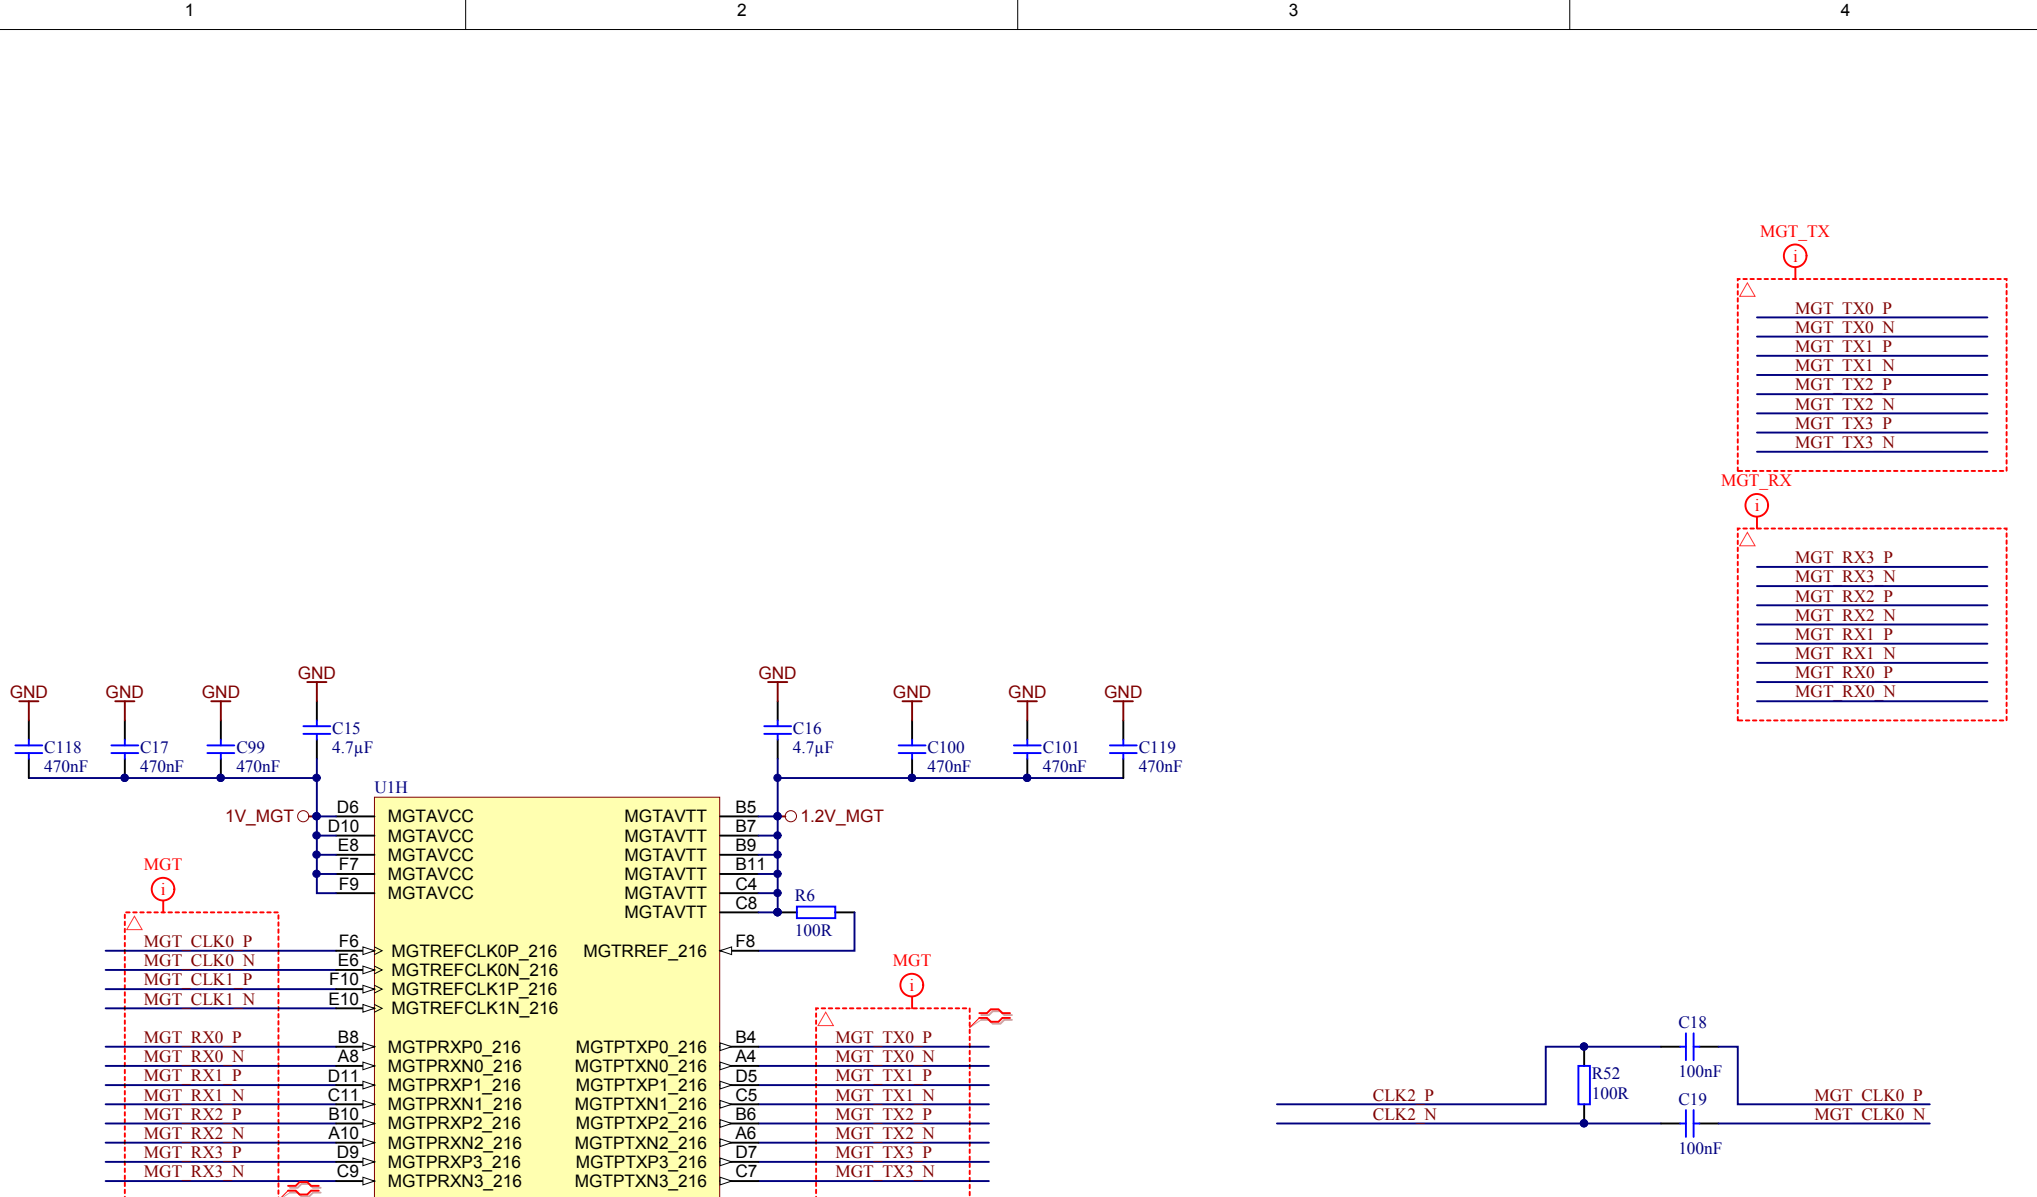 1 2 3 4
MGT_TX
i
MGT_TX0_P
MGT_TX0_N
MGT_TX1_P
MGT_TX1_N
MGT_TX2_P
MGT_TX2_N
MGT_TX3_P
MGT_TX3_N
MGT_RX
i
MGT_RX3_P
MGT_RX3_N
MGT_RX2_P
MGT_RX2_N
MGT_RX1_P
MGT_RX1_N
MGT_RX0_P
MGT_RX0_N
GND GND GND GND
C118 470nF
C17 470nF
C99 470nF
C15 4.7µF
GND GND GND GND
C16 4.7µF
C100 470nF
C101 470nF
C119 470nF
U1H
1V_MGT D6 MGTAVCC
D10 MGTAVCC
E8 MGTAVCC
F7 MGTAVCC
F9 MGTAVCC
MGTAVTT B5 1.2V_MGT
MGTAVTT B7
MGTAVTT B9
MGTAVTT B11
MGTAVTT C4
MGTAVTT C8
R6
100R
MGTRREF_216 F8
MGT
i
MGT_CLK0_P F6 MGTREFCLK0P_216
MGT_CLK0_N E6 MGTREFCLK0N_216
MGT_CLK1_P F10 MGTREFCLK1P_216
MGT_CLK1_N E10 MGTREFCLK1N_216
MGT_RX0_P B8 MGTPRXP0_216
MGT_RX0_N A8 MGTPRXN0_216
MGT_RX1_P D11 MGTPRXP1_216
MGT_RX1_N C11 MGTPRXN1_216
MGT_RX2_P B10 MGTPRXP2_216
MGT_RX2_N A10 MGTPRXN2_216
MGT_RX3_P D9 MGTPRXP3_216
MGT_RX3_N C9 MGTPRXN3_216
MGT
i
MGTPTXP0_216 B4 MGT_TX0_P
MGTPTXN0_216 A4 MGT_TX0_N
MGTPTXP1_216 D5 MGT_TX1_P
MGTPTXN1_216 C5 MGT_TX1_N
MGTPTXP2_216 B6 MGT_TX2_P
MGTPTXN2_216 A6 MGT_TX2_N
MGTPTXP3_216 D7 MGT_TX3_P
MGTPTXN3_216 C7 MGT_TX3_N
C18
100nF
R52
100R
C19
100nF
CLK2_P
CLK2_N
MGT_CLK0_P
MGT_CLK0_N